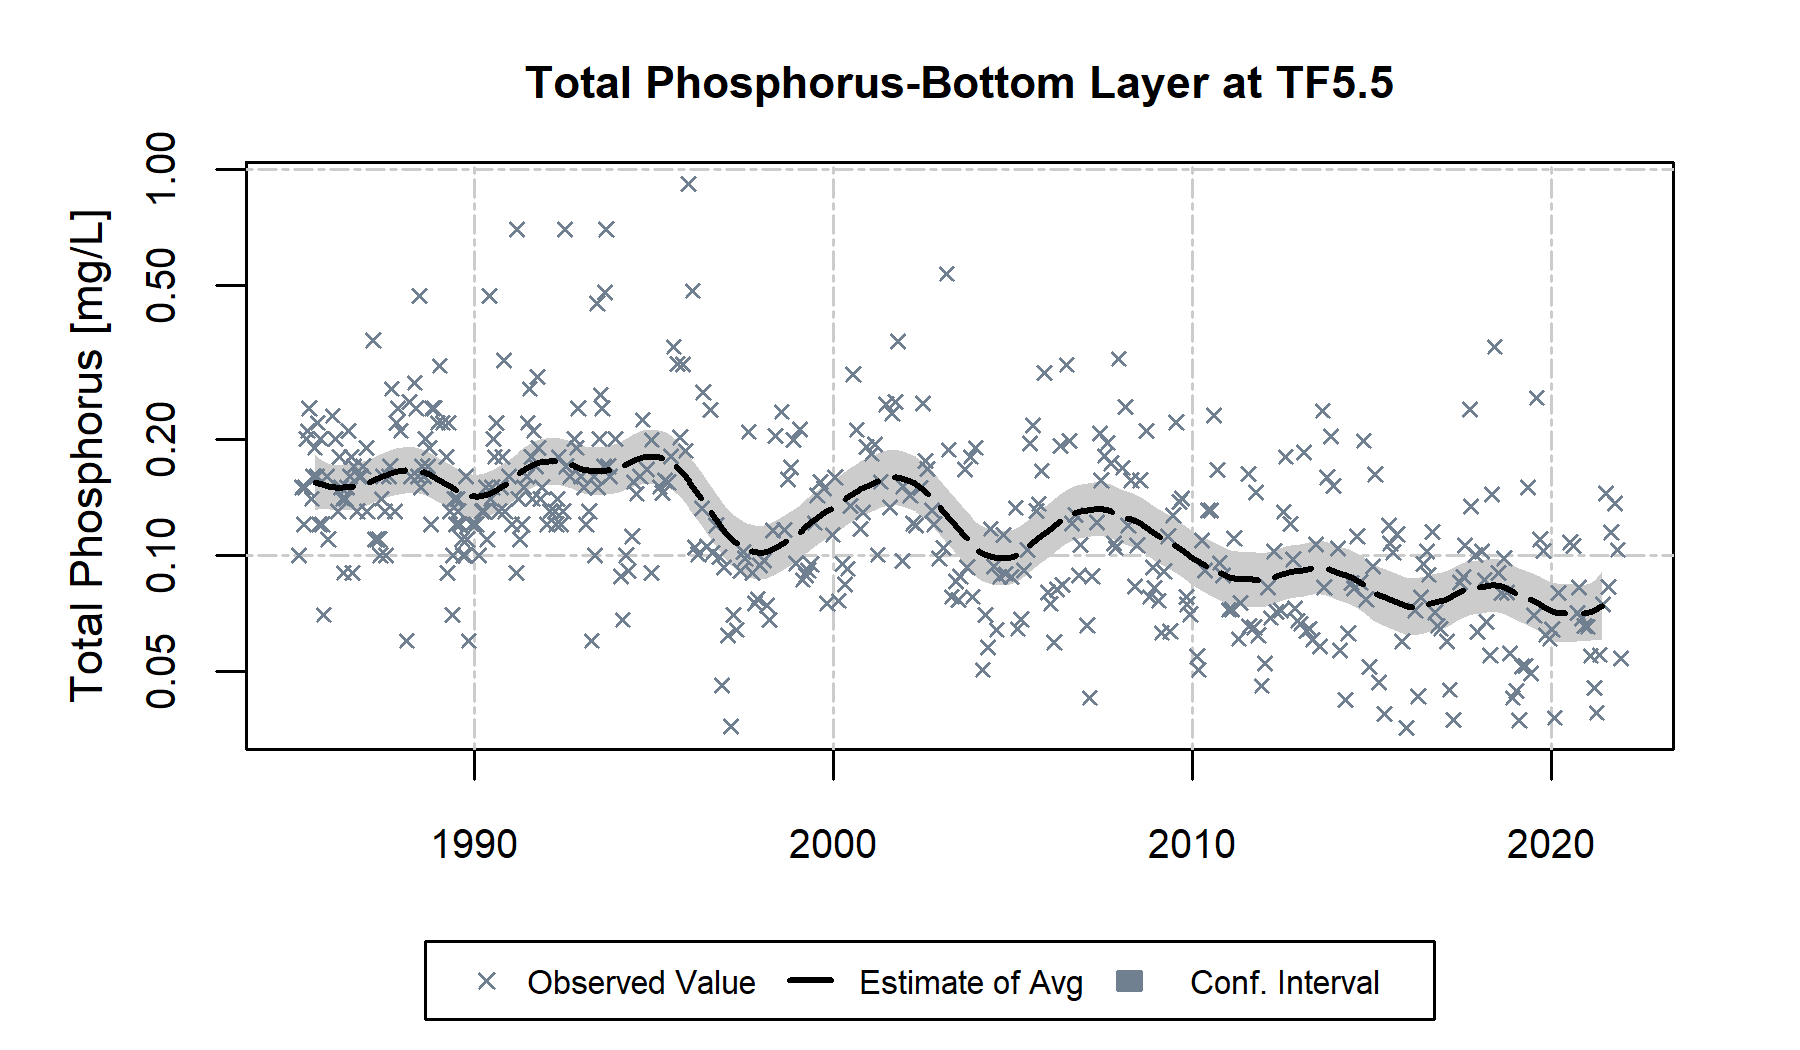 Total Phosphorus-Bottom Layer at TF5.5
Total Phosphorus [mg/L]
1.00
0.50
0.20
0.10
0.05
1990 2000 2010 2020
Observed Value Estimate of Avg Conf. Interval